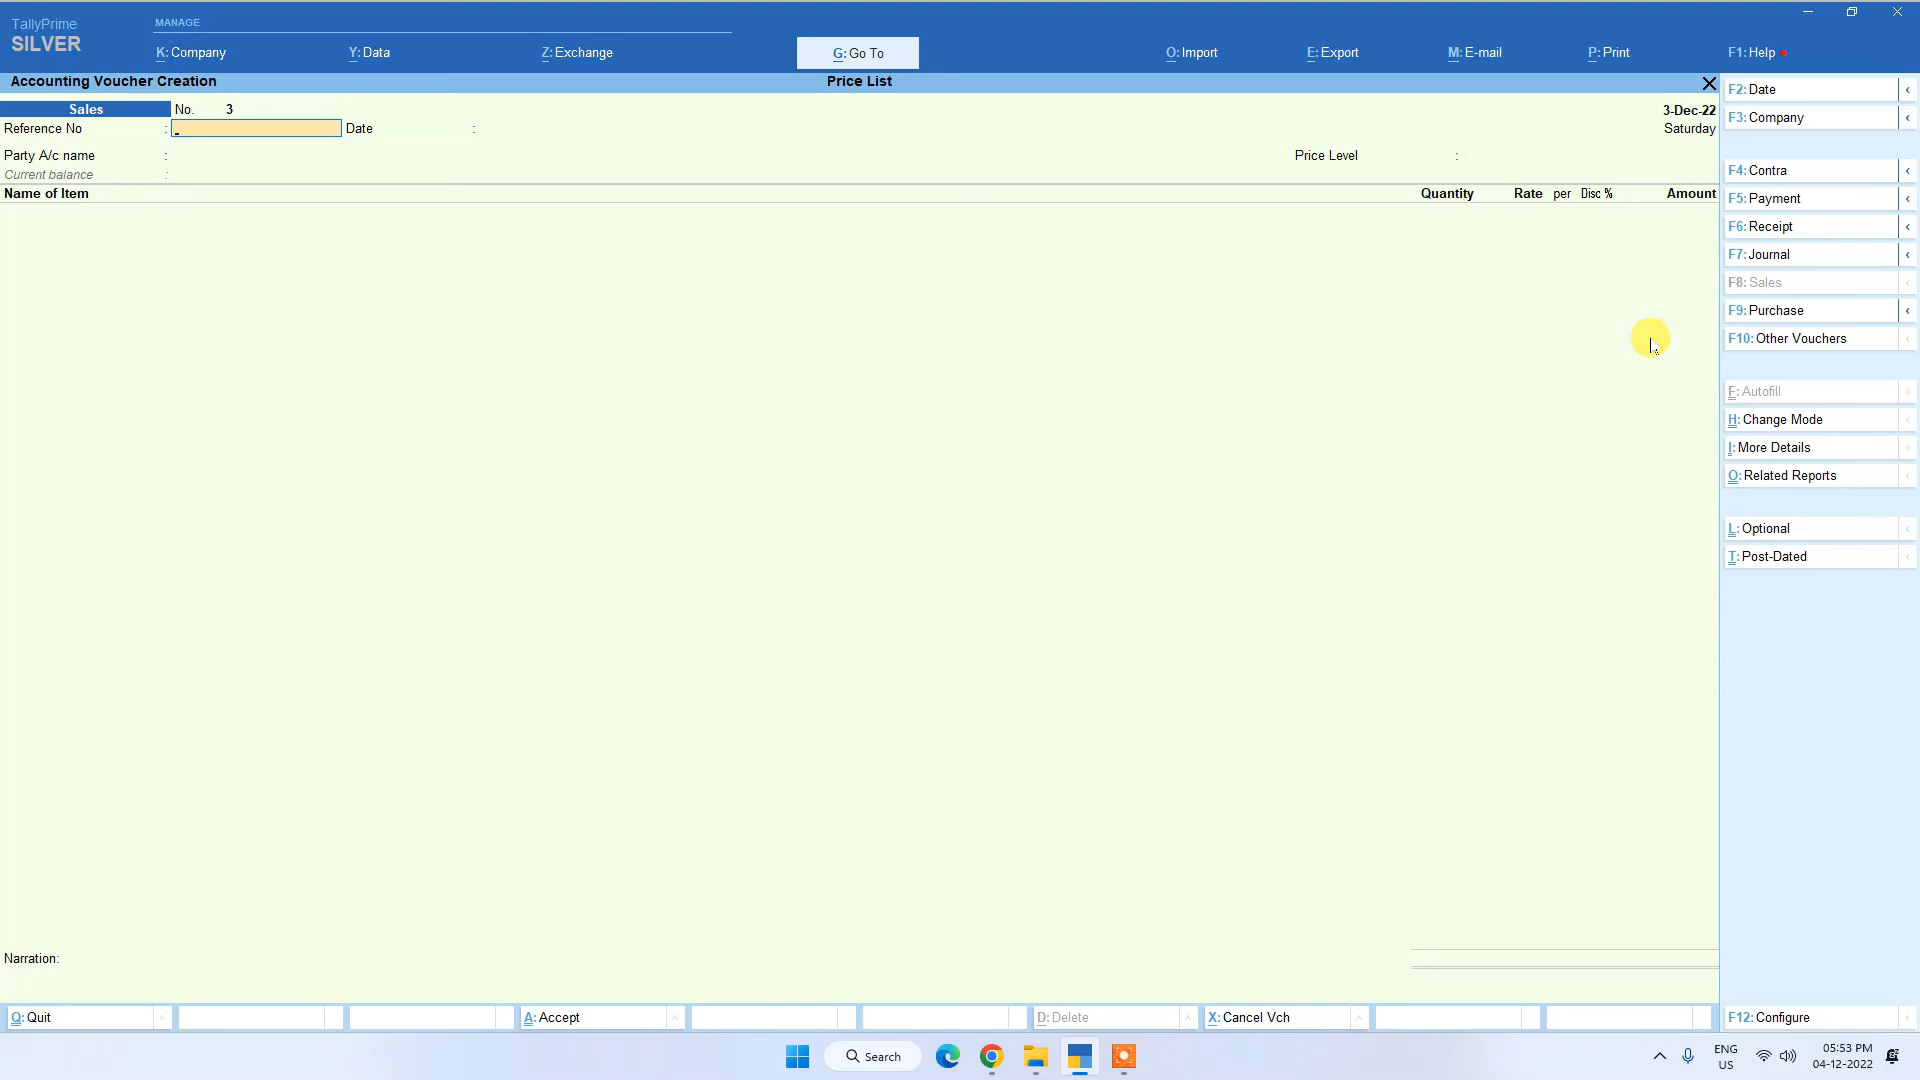 TallyPrime
SILVER
MANAGE
K: Company
Y: Data
Z: Exchange
G: Go To
O: Import
E: Export
M: E-mail
P: Print
F1: Help
Accounting Voucher Creation
Price List
Sales
No. 3
3-Dec-22
Reference No :
Date :
Saturday
Party A/c name :
Price Level :
Current balance :
Name of Item
Quantity
Rate per
Disc %
Amount
F2: Date
F3: Company
F4: Contra
F5: Payment
F6: Receipt
F7: Journal
F8: Sales
F9: Purchase
F10: Other Vouchers
F: Autofill
H: Change Mode
I: More Details
O: Related Reports
L: Optional
T: Post-Dated
Narration:
Q: Quit
A: Accept
D: Delete
X: Cancel Vch
F12: Configure
Search
ENG
US
05:53 PM
04-12-2022